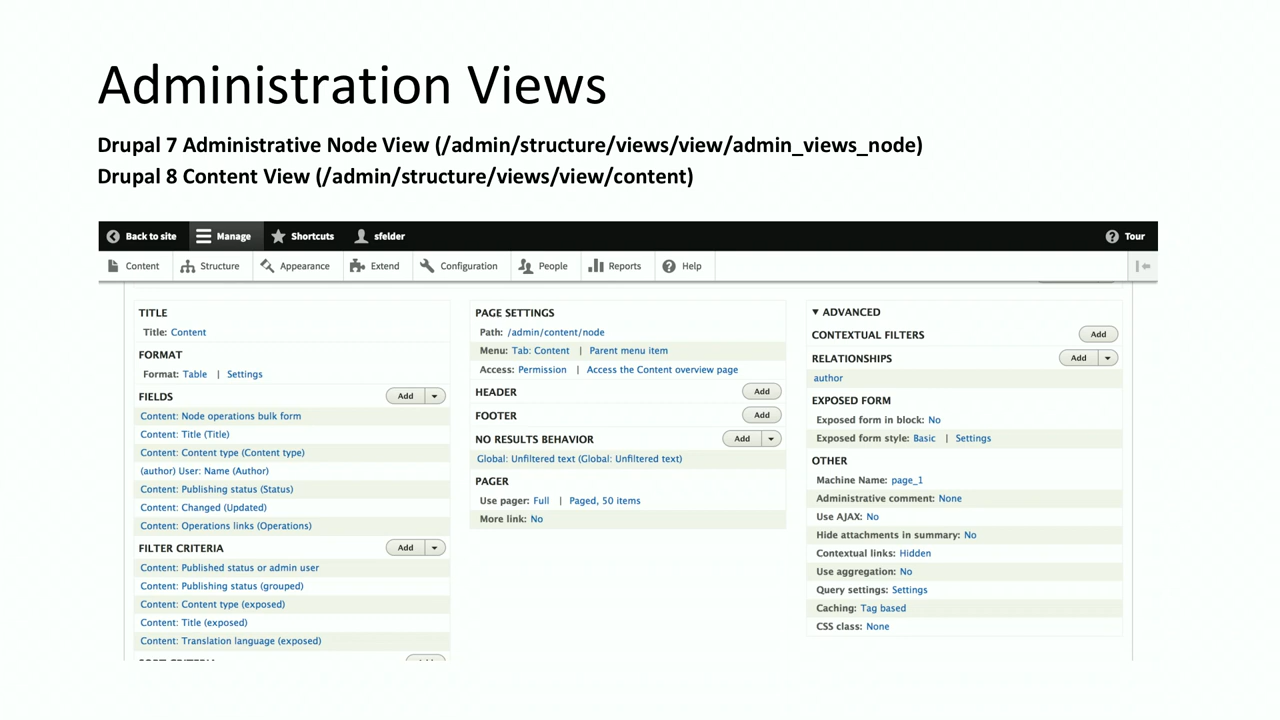 Administration Views
Drupal 7 Administrative Node View (/admin/structure/views/view/admin_views_node)
Drupal 8 Content View (/admin/structure/views/view/content)
Back to site Manage Shortcuts sfelder Tour
Content Structure Appearance Extend Configuration People Reports Help
TITLE
Title: Content
FORMAT
Format: Table | Settings
FIELDS Add
Content: Node operations bulk form
Content: Title (Title)
Content: Content type (Content type)
(author) User: Name (Author)
Content: Publishing status (Status)
Content: Changed (Updated)
Content: Operations links (Operations)
FILTER CRITERIA Add
Content: Published status or admin user
Content: Publishing status (grouped)
Content: Content type (exposed)
Content: Title (exposed)
Content: Translation language (exposed)
PAGE SETTINGS
Path: /admin/content/node
Menu: Tab: Content | Parent menu item
Access: Permission | Access the Content overview page
HEADER Add
FOOTER Add
NO RESULTS BEHAVIOR Add
Global: Unfiltered text (Global: Unfiltered text)
PAGER
Use pager: Full | Paged, 50 items
More link: No
ADVANCED
CONTEXTUAL FILTERS Add
RELATIONSHIPS Add
author
EXPOSED FORM
Exposed form in block: No
Exposed form style: Basic | Settings
OTHER
Machine Name: page_1
Administrative comment: None
Use AJAX: No
Hide attachments in summary: No
Contextual links: Hidden
Use aggregation: No
Query settings: Settings
Caching: Tag based
CSS class: None